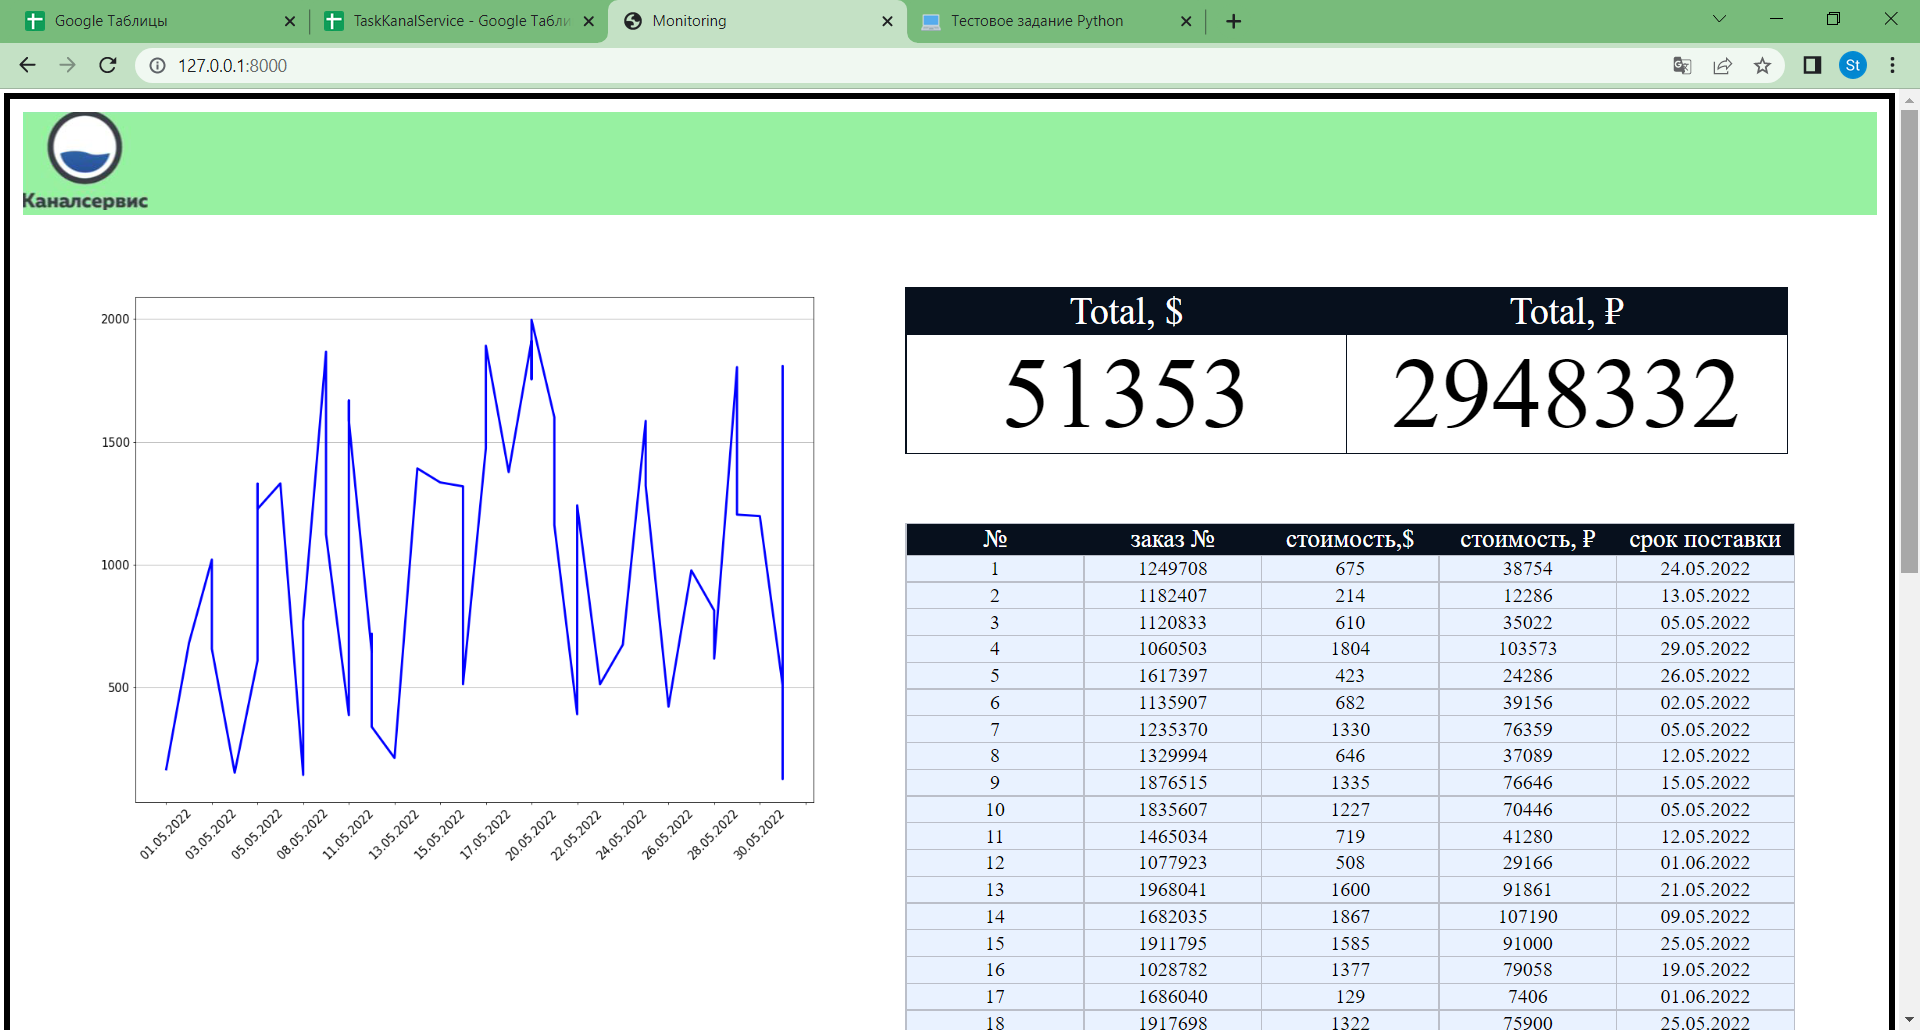 Google Таблицы
TaskKanalService - Google Табли
Monitoring
Тестовое задание Python
127.0.0.1:8000
St
Каналсервис
2000
1500
1000
500
01.05.2022 03.05.2022 05.05.2022 08.05.2022 11.05.2022 13.05.2022 15.05.2022 17.05.2022 20.05.2022 22.05.2022 24.05.2022 26.05.2022 28.05.2022 30.05.2022
Total, $ Total, ₽
51353 2948332
№ заказ № стоимость,$ стоимость, ₽ срок поставки
1 1249708 675 38754 24.05.2022
2 1182407 214 12286 13.05.2022
3 1120833 610 35022 05.05.2022
4 1060503 1804 103573 29.05.2022
5 1617397 423 24286 26.05.2022
6 1135907 682 39156 02.05.2022
7 1235370 1330 76359 05.05.2022
8 1329994 646 37089 12.05.2022
9 1876515 1335 76646 15.05.2022
10 1835607 1227 70446 05.05.2022
11 1465034 719 41280 12.05.2022
12 1077923 508 29166 01.06.2022
13 1968041 1600 91861 21.05.2022
14 1682035 1867 107190 09.05.2022
15 1911795 1585 91000 25.05.2022
16 1028782 1377 79058 19.05.2022
17 1686040 129 7406 01.06.2022
18 1917698 1322 75900 25.05.2022